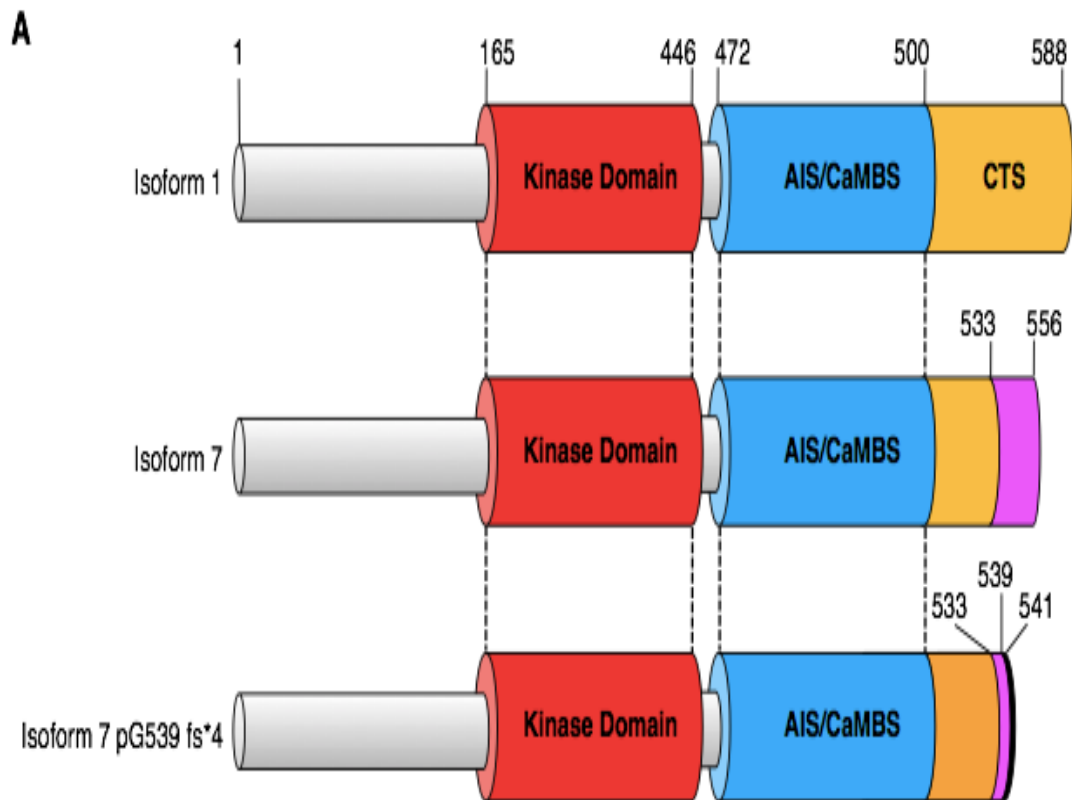 A
1 165 446 472 500 588
Isoform 1 Kinase Domain AIS/CaMBS CTS
533 556
Isoform 7 Kinase Domain AIS/CaMBS
539
533 541
Isoform 7 pG539 fs*4 Kinase Domain AIS/CaMBS